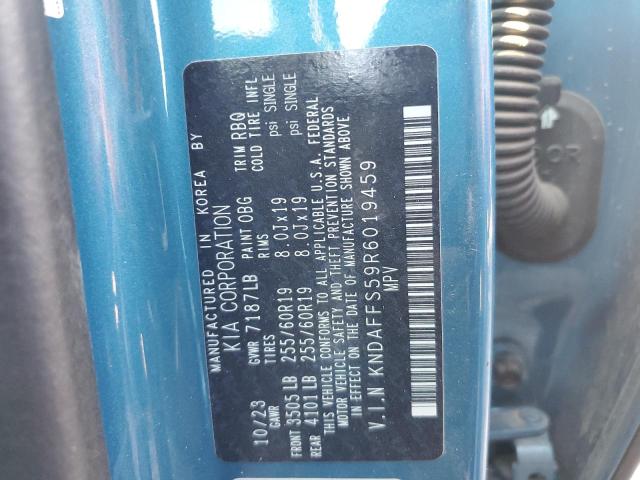 MANUFACTURED IN KOREA BY
KIA CORPORATION
10/23 GVWR 7187LB PAINT OBG TRIM RBQ
GAWR TIRES RIMS COLD TIRE INFL
FRONT 3505LB 255/60R19 8.0Jx19 psi SINGLE
REAR 4101LB 255/60R19 8.0Jx19 psi SINGLE
THIS VEHICLE CONFORMS TO ALL APPLICABLE U.S.A. FEDERAL
MOTOR VEHICLE SAFETY AND THEFT PREVENTION STANDARDS
IN EFFECT ON THE DATE OF MANUFACTURE SHOWN ABOVE
V.I.N KNDAFFS59R6019459
MPV